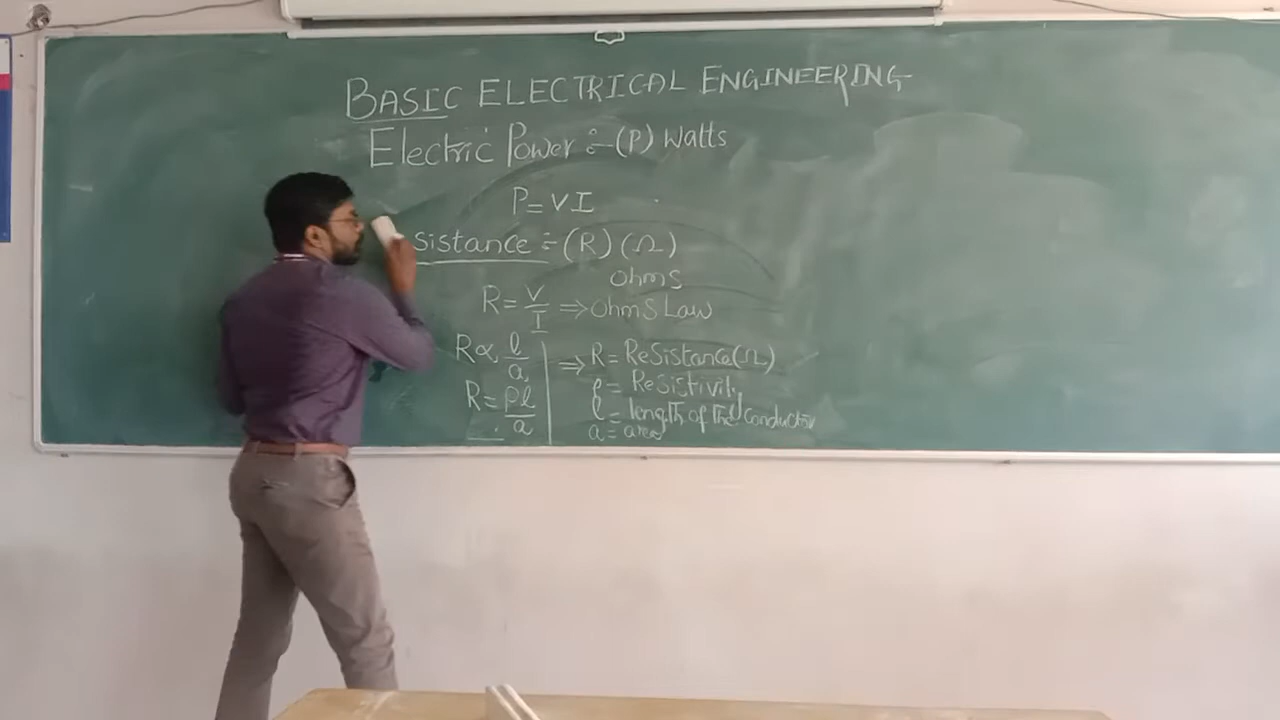 BASIC ELECTRICAL ENGINEERING
Electric Power :- (P) Watts
P = VI
sistance :- (R) (Ω)
ohms
R = V/I ⇒ ohms Law
R ∝ l/a
R = ρl/a
⇒ R = Resistance (Ω)
ρ = Resistivity
l = length of the conductor
a = area